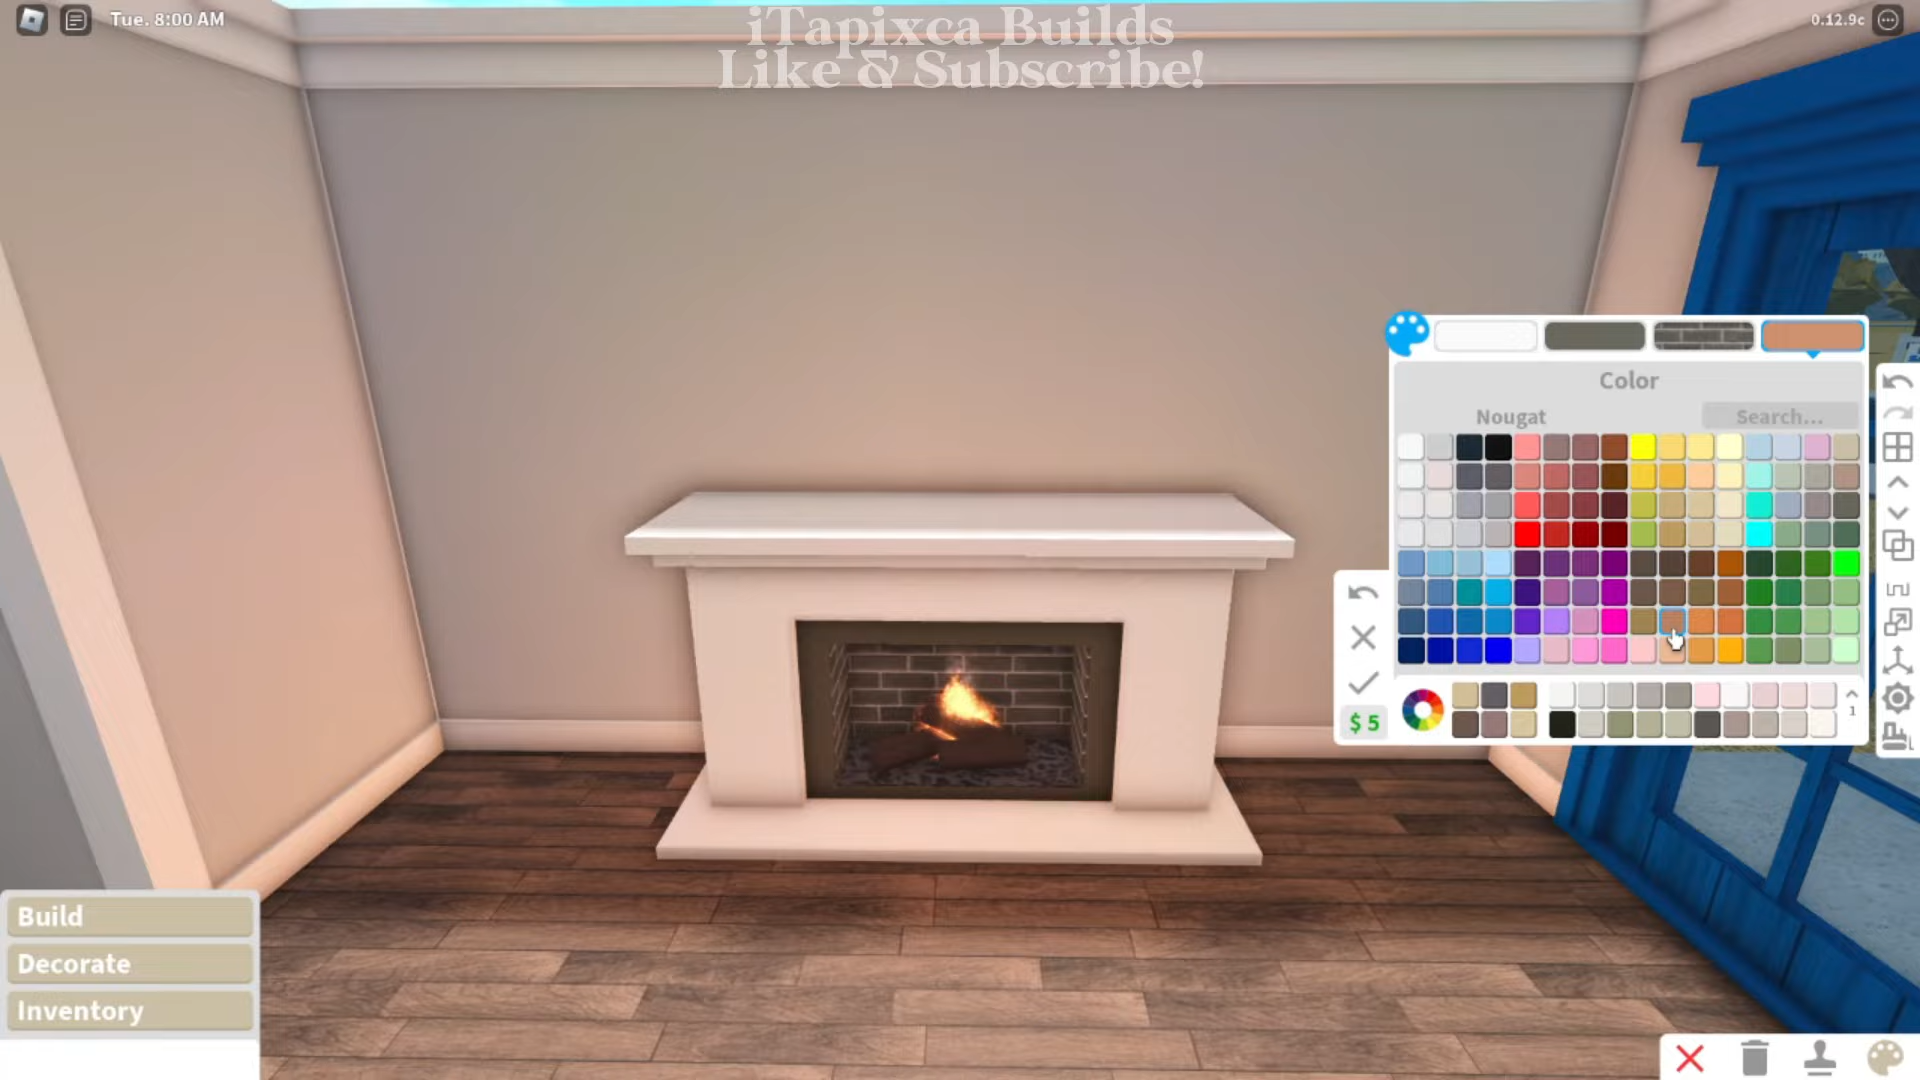 Tue. 8:00 AM
iTapixca Builds
Like & Subscribe!
0.12.9c
Color
Nougat
Search...
$ 5
1
Build
Decorate
Inventory